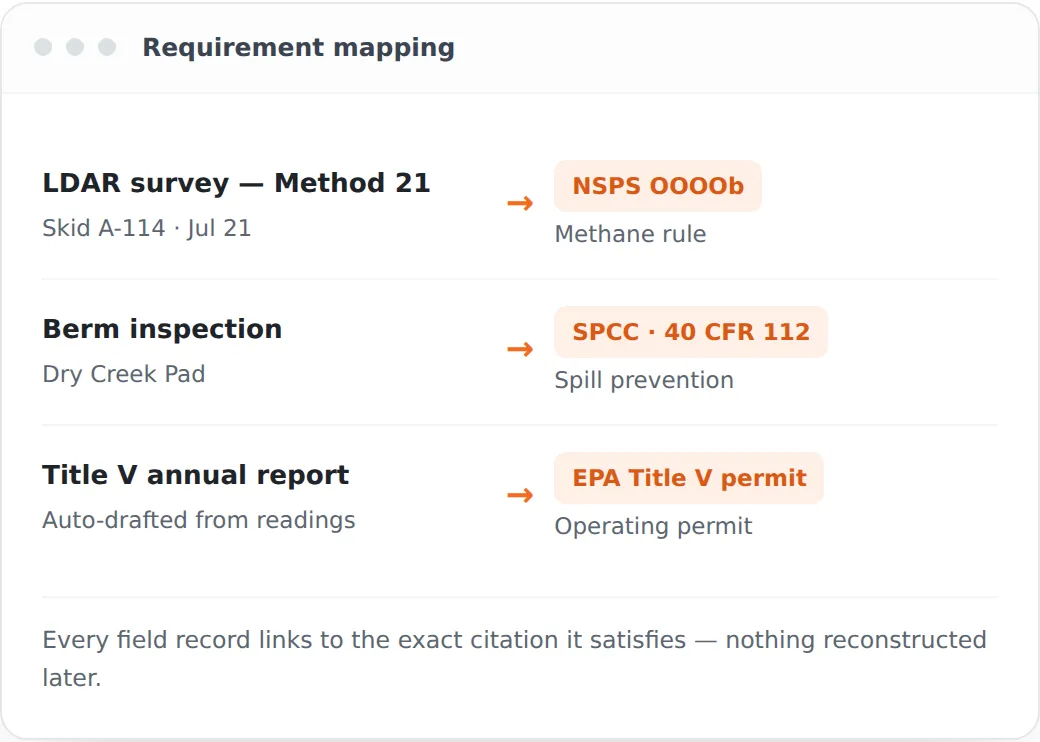 Requirement mapping
LDAR survey — Method 21
Skid A-114 · Jul 21
→
NSPS OOOOb
Methane rule
Berm inspection
Dry Creek Pad
→
SPCC · 40 CFR 112
Spill prevention
Title V annual report
Auto-drafted from readings
→
EPA Title V permit
Operating permit
Every field record links to the exact citation it satisfies — nothing reconstructed
later.